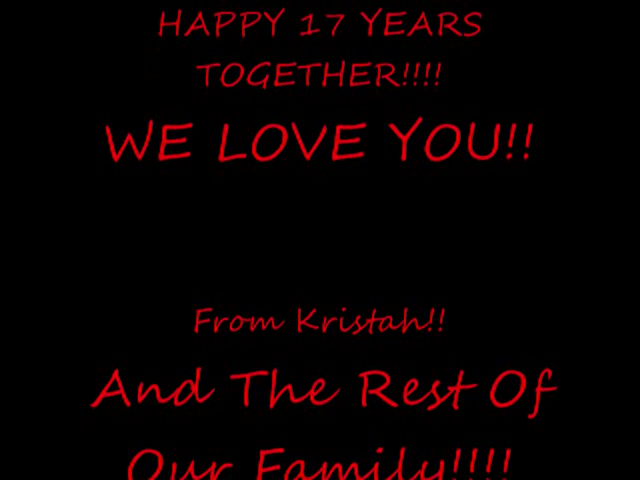 HAPPY 17 YEARS
TOGETHER!!!!
WE LOVE YOU!!
From Kristah!!
And The Rest Of
Our Family!!!!